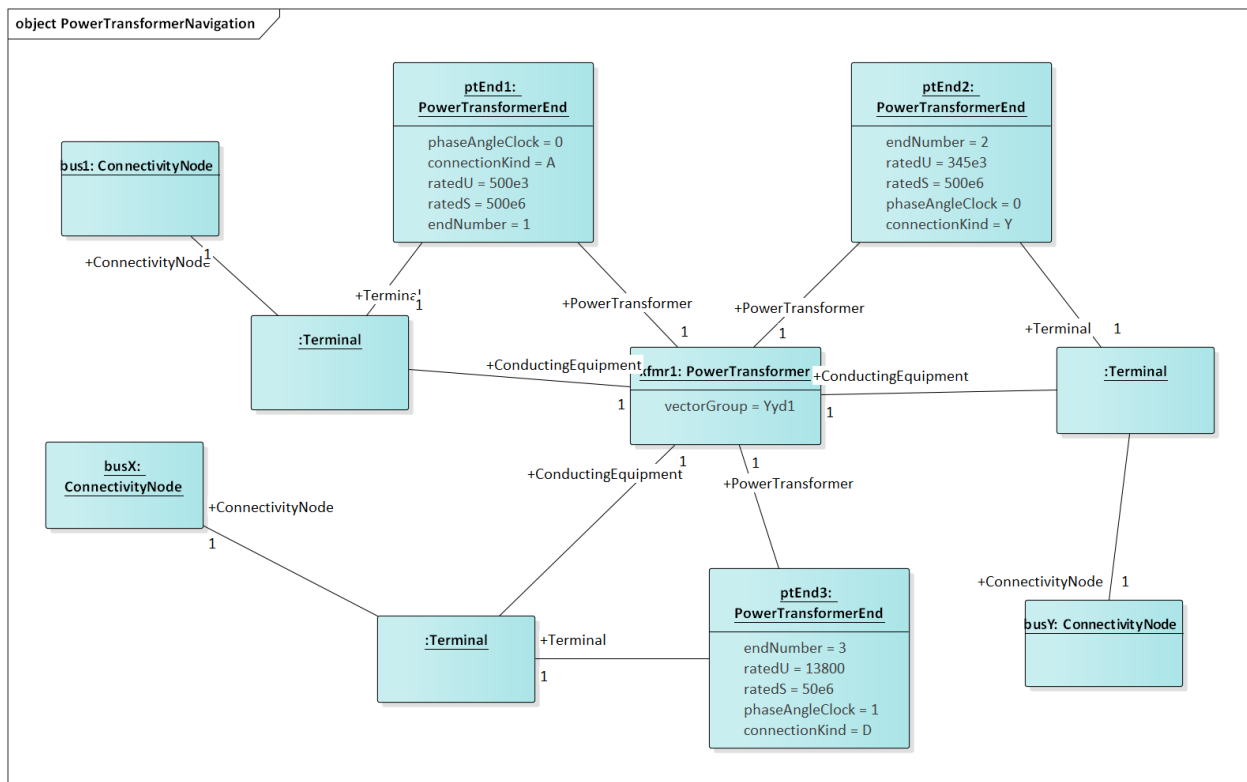 object PowerTransformerNavigation
ptEnd1:
PowerTransformerEnd
phaseAngleClock = 0
connectionKind = A
ratedU = 500e3
ratedS = 500e6
endNumber = 1
ptEnd2:
PowerTransformerEnd
endNumber = 2
ratedU = 345e3
ratedS = 500e6
phaseAngleClock = 0
connectionKind = Y
bus1: ConnectivityNode
+ConnectivityNode
1
+Terminal
1
+PowerTransformer
1
+PowerTransformer
1
+Terminal
1
:Terminal
+ConductingEquipment
1
xfmr1: PowerTransformer
vectorGroup = Yyd1
+ConductingEquipment
1
:Terminal
busX:
ConnectivityNode
+ConnectivityNode
1
+ConductingEquipment
1
1
+PowerTransformer
:Terminal
+Terminal
1
ptEnd3:
PowerTransformerEnd
endNumber = 3
ratedU = 13800
ratedS = 50e6
phaseAngleClock = 1
connectionKind = D
+ConnectivityNode
1
busY: ConnectivityNode